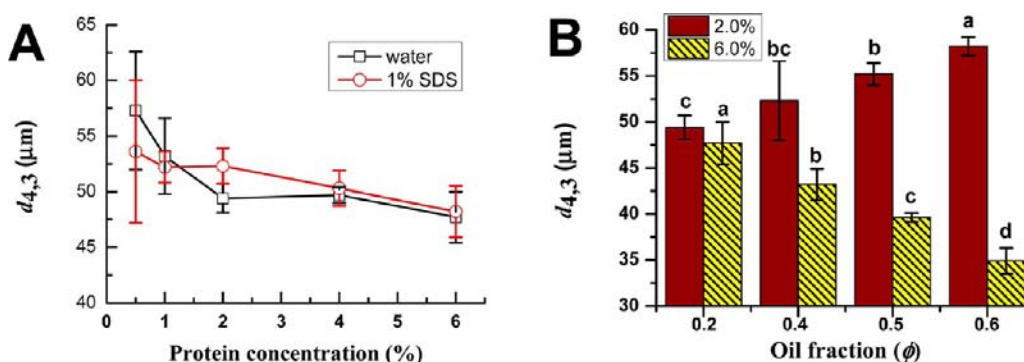 A
water
1% SDS
65
60
55
50
45
40
d4,3 (μm)
0 1 2 3 4 5 6
Protein concentration (%)
B
2.0%
6.0%
60
55
50
45
40
35
30
d4,3 (μm)
c a bc b b c a d
0.2 0.4 0.5 0.6
Oil fraction (ϕ)